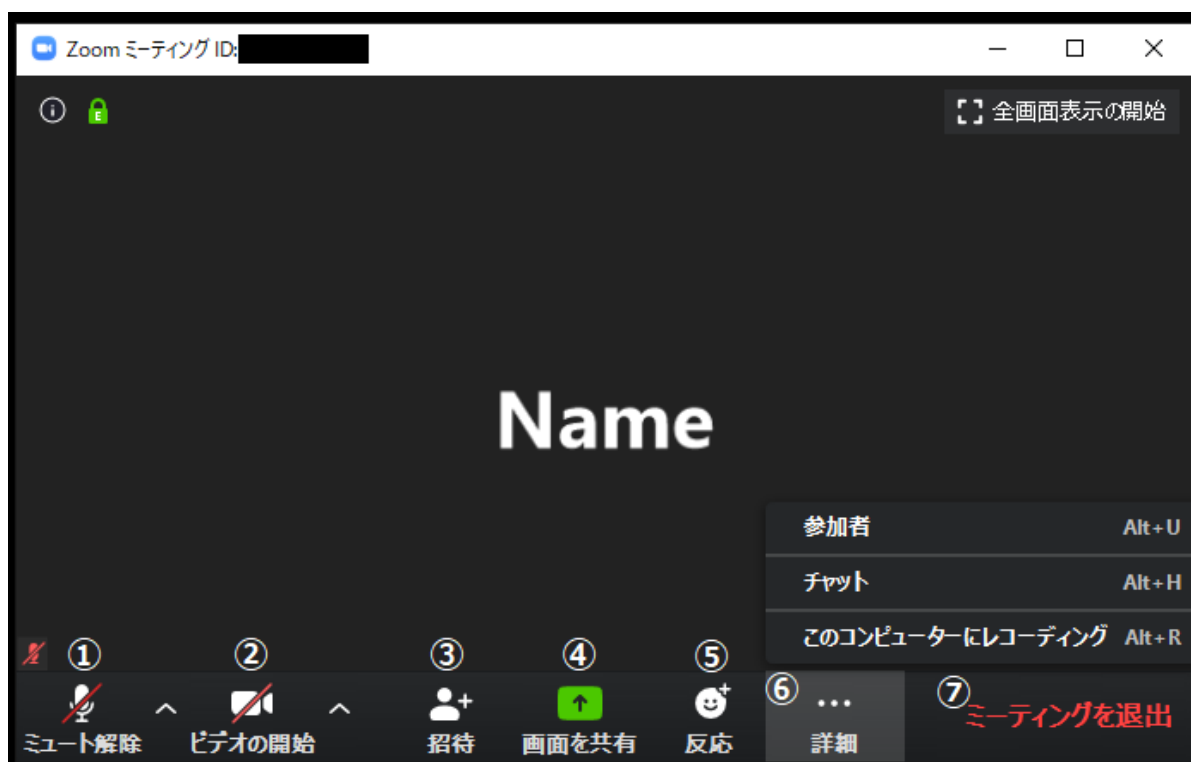 Zoom ミーティング ID:
E
全画面表示の開始
Name
参加者 Alt+U
チャット Alt+H
このコンピューターにレコーディング Alt+R
① ② ③ ④ ⑤ ⑥ ⑦
ミュート解除 ビデオの開始 招待 画面を共有 反応 詳細 ミーティングを退出